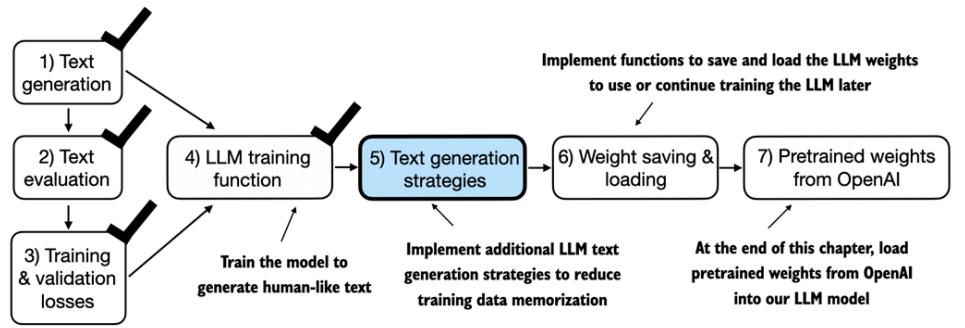 1) Text
generation
2) Text
evaluation
3) Training
& validation
losses
4) LLM training
function
Train the model to
generate human-like text
5) Text generation
strategies
Implement additional LLM text
generation strategies to reduce
training data memorization
Implement functions to save and load the LLM weights
to use or continue training the LLM later
6) Weight saving &
loading
7) Pretrained weights
from OpenAI
At the end of this chapter, load
pretrained weights from OpenAI
into our LLM model